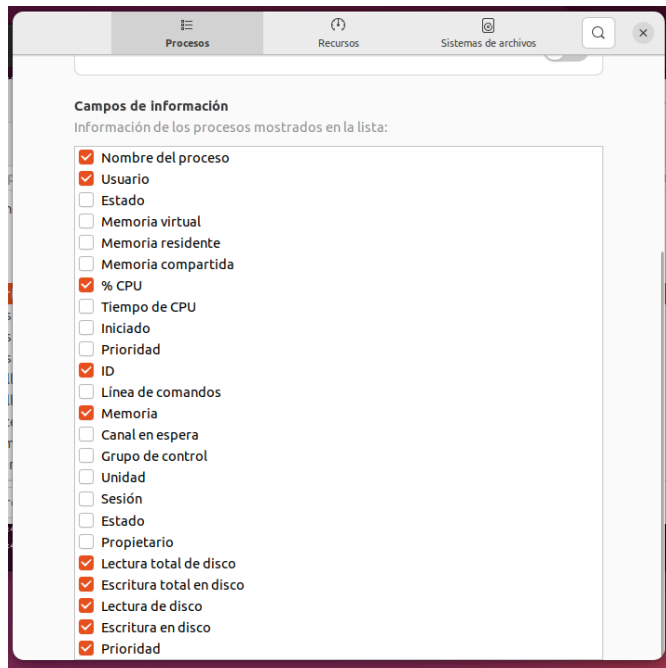 Procesos
Recursos
Sistemas de archivos
Campos de información
Información de los procesos mostrados en la lista:
Nombre del proceso
Usuario
Estado
Memoria virtual
Memoria residente
Memoria compartida
% CPU
Tiempo de CPU
Iniciado
Prioridad
ID
Línea de comandos
Memoria
Canal en espera
Grupo de control
Unidad
Sesión
Estado
Propietario
Lectura total de disco
Escritura total en disco
Lectura de disco
Escritura en disco
Prioridad